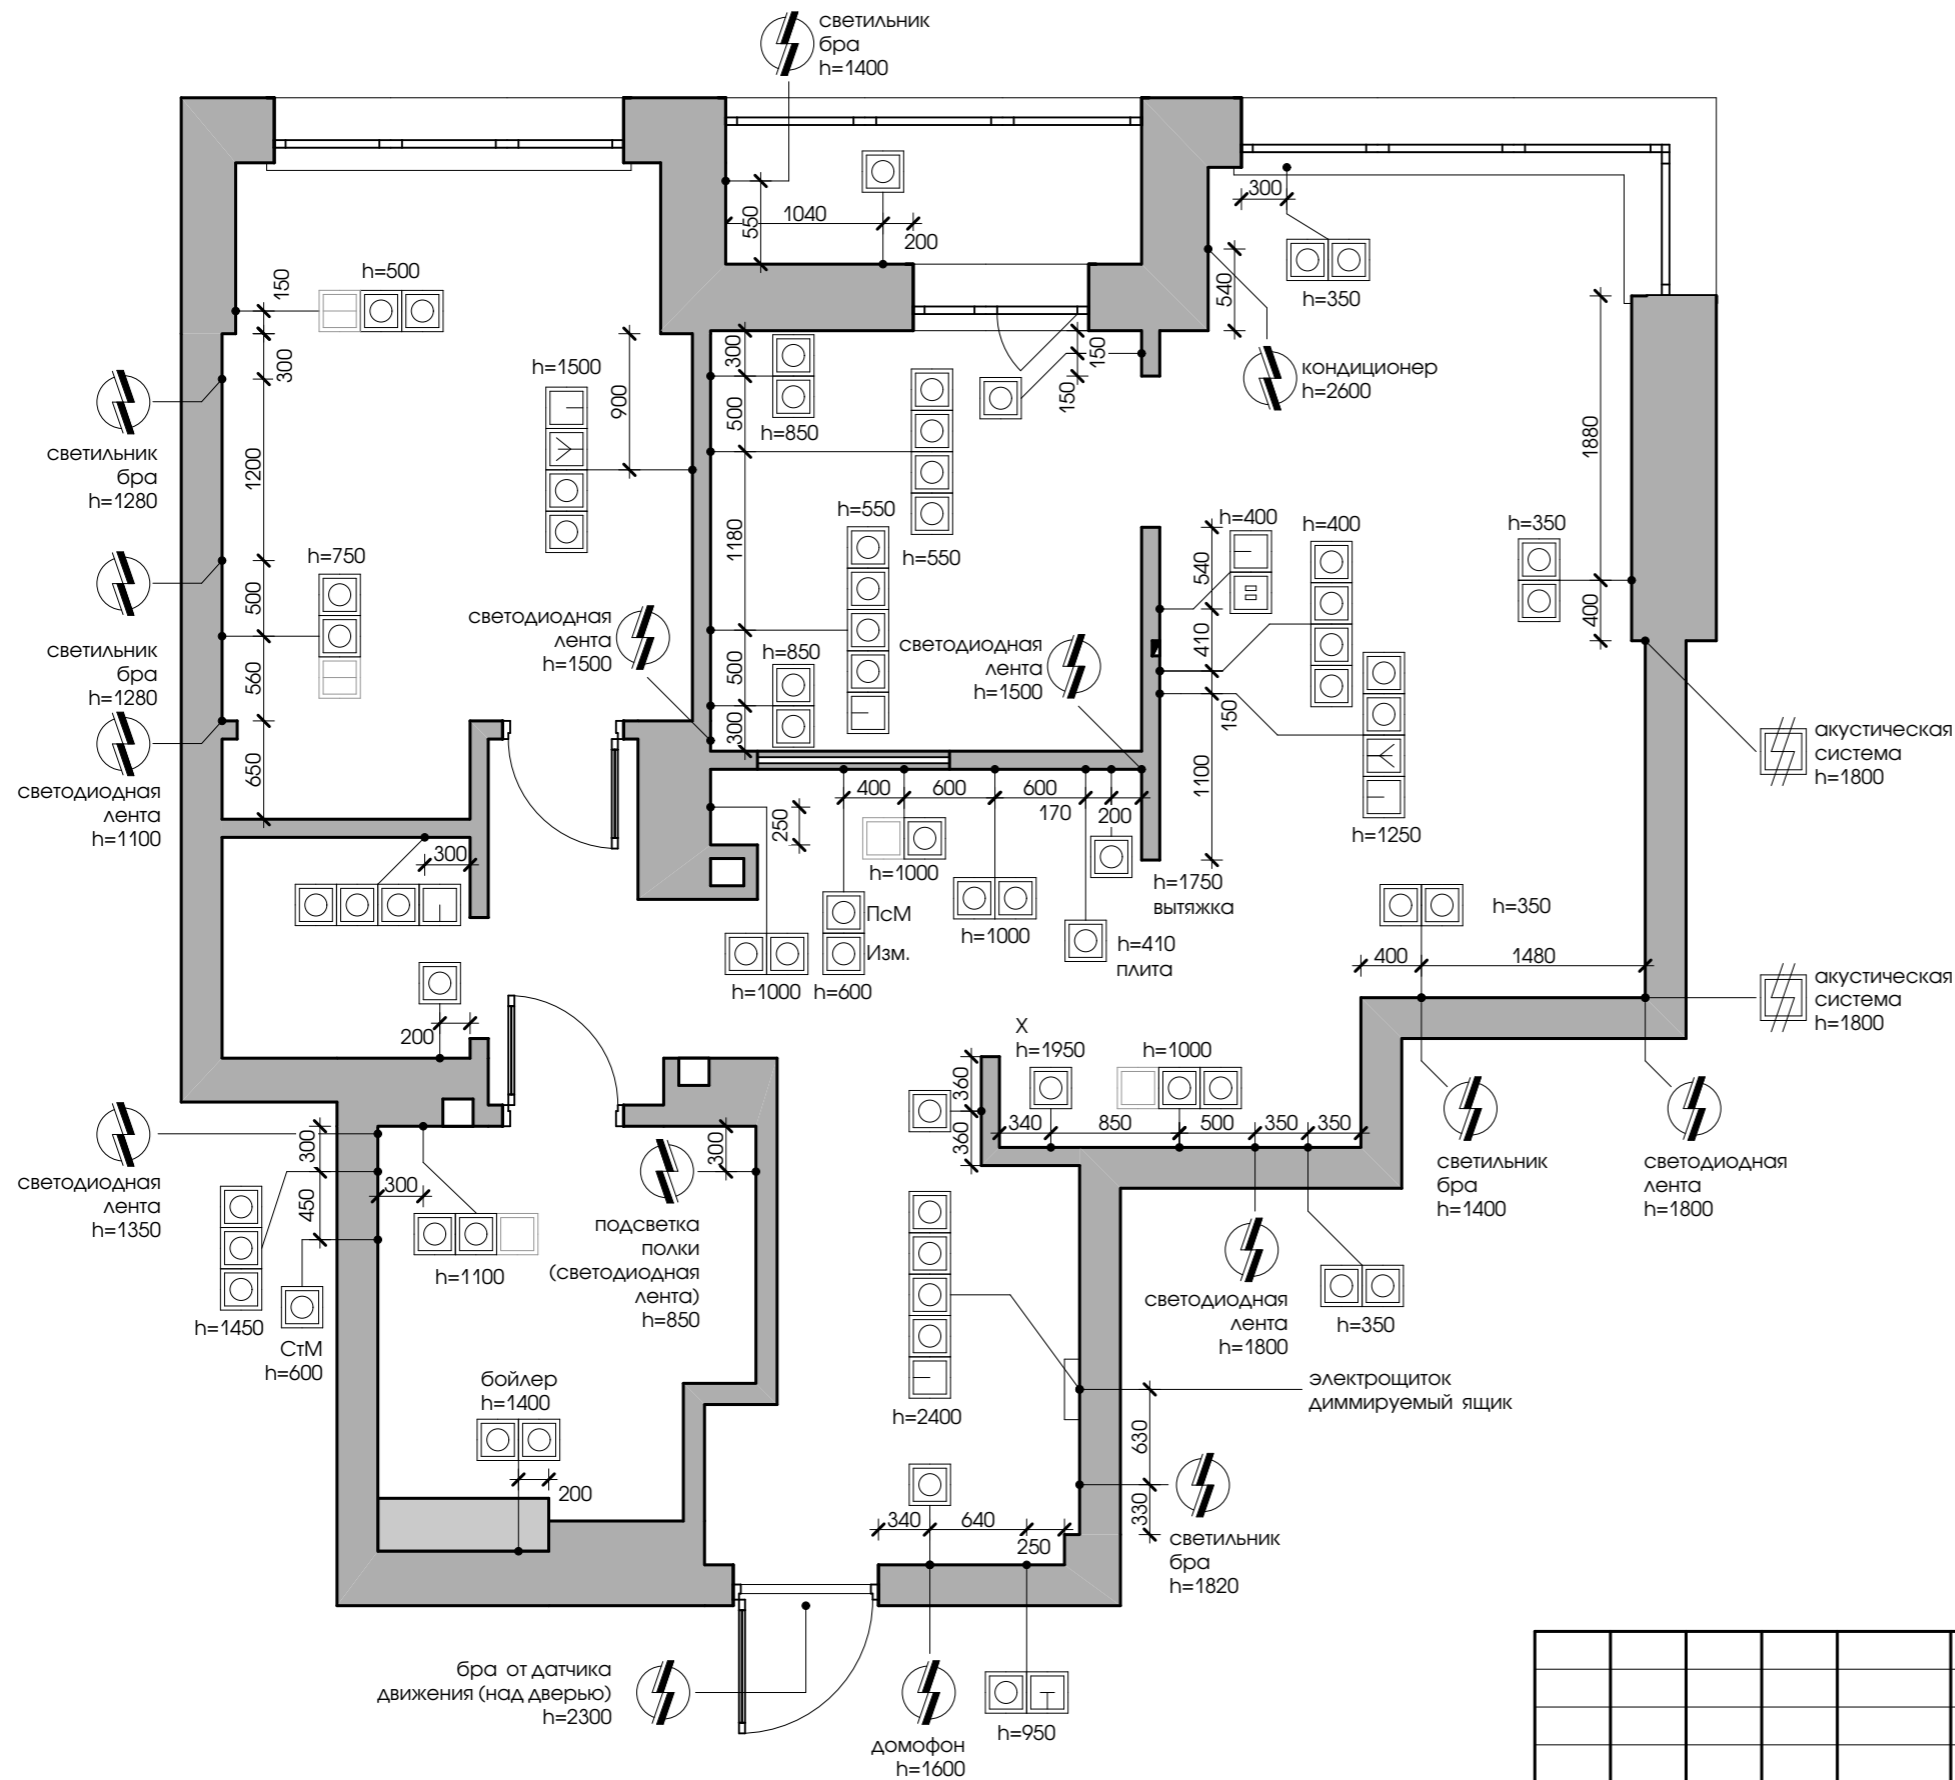 светильник
бра
h=1400
550
1040
200
300
h=350
540
кондиционер
h=2600
150
h=500
300
светильник
бра
h=1280
1200
h=1500
900
300
500
h=850
150
150
h=550
1180
h=550
1880
h=350
400
h=750
500
светильник
бра
h=1280
560
светодиодная
лента
h=1100
650
светодиодная
лента
h=1500
500
h=850
300
светодиодная
лента
h=1500
h=400
540
410
150
1100
h=400
h=1250
акустическая
система
h=1800
400
600
600
170
200
250
h=1000
h=1750
вытяжка
h=1000
h=410
плита
ПсМ
Изм.
h=1000
h=600
300
200
h=350
400
1480
акустическая
система
h=1800
X
h=1950
h=1000
360
360
340
850
500
350
350
светильник
бра
h=1400
светодиодная
лента
h=1800
светодиодная
лента
h=1800
h=350
светодиодная
лента
h=1350
300
450
300
h=1450
СтМ
h=600
h=1100
300
подсветка
полки
(светодиодная
лента)
h=850
бойлер
h=1400
200
h=2400
электрощиток
диммируемый ящик
630
330
светильник
бра
h=1820
340
640
250
бра от датчика
движения (над дверью)
h=2300
домофон
h=1600
h=950